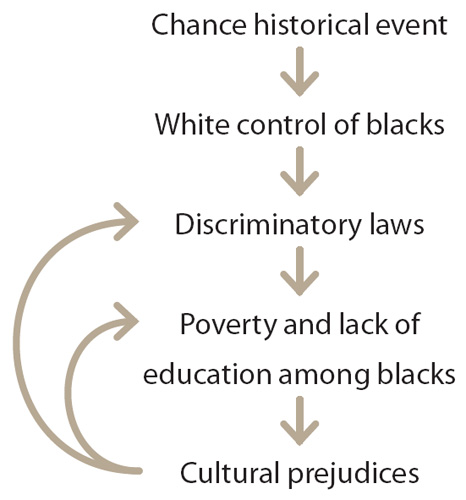 Chance historical event
White control of blacks
Discriminatory laws
Poverty and lack of
education among blacks
Cultural prejudices